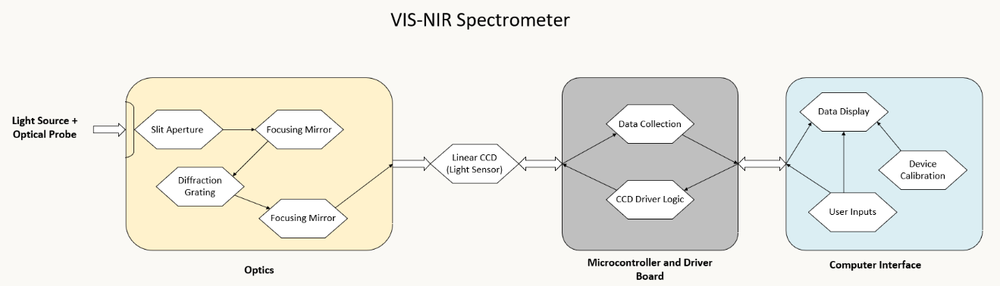 VIS-NIR Spectrometer
Light Source +
Optical Probe
Slit Aperture
Focusing Mirror
Diffraction
Grating
Focusing Mirror
Optics
Linear CCD
(Light Sensor)
Data Collection
CCD Driver Logic
Microcontroller and Driver
Board
Data Display
Device
Calibration
User Inputs
Computer Interface